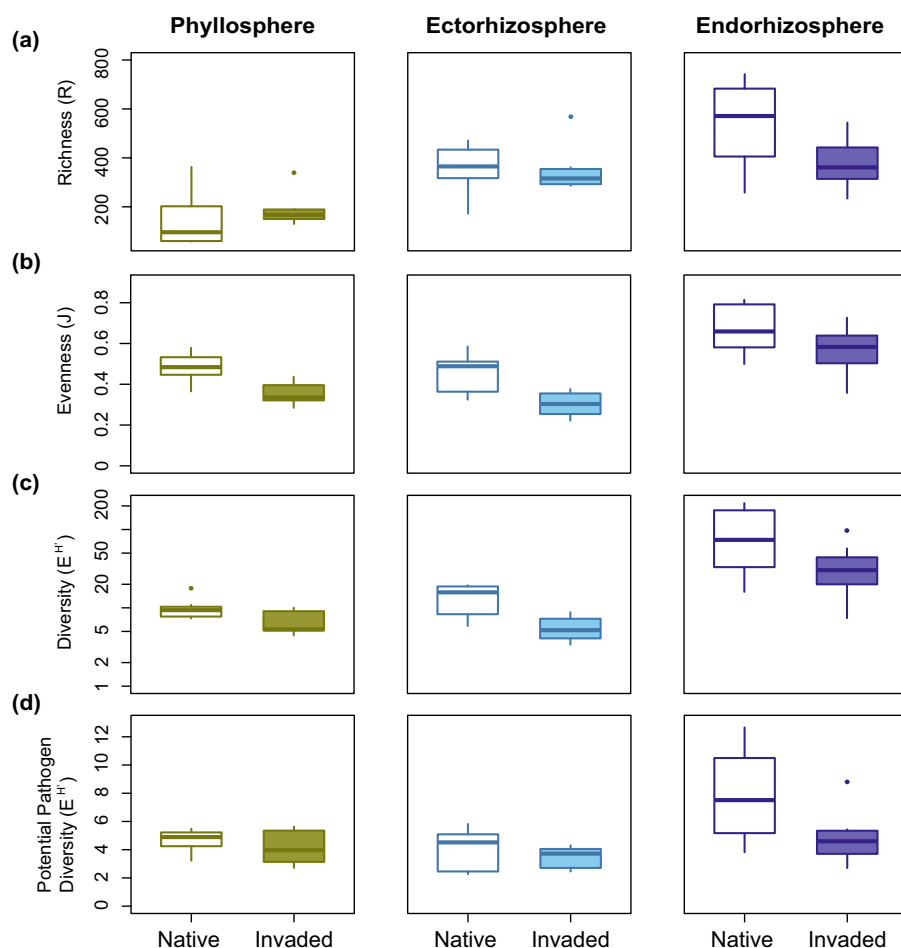 Phyllosphere Ectorhizosphere Endorhizosphere
(a)
Richness (R)
800
600
400
200
(b)
Evenness (J)
0.8
0.6
0.4
0.2
0
(c)
Diversity (E^H')
200
50
20
5
2
1
(d)
Potential Pathogen
Diversity (E^H')
12
10
8
6
4
2
0
Native Invaded Native Invaded Native Invaded